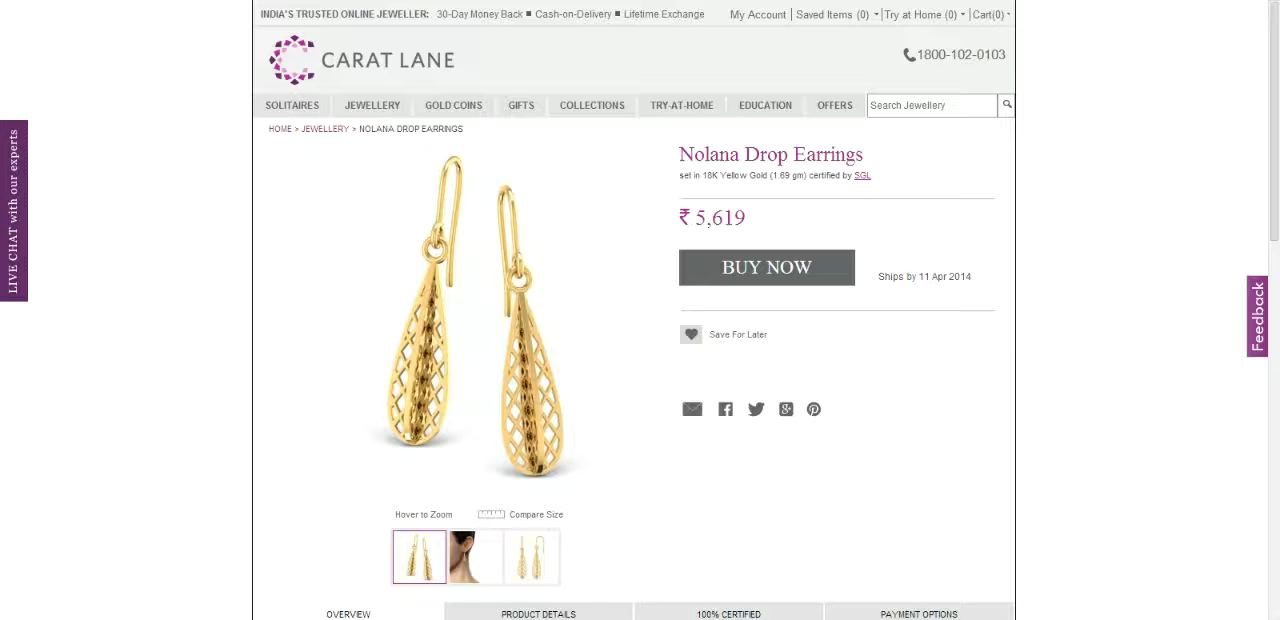 INDIA'S TRUSTED ONLINE JEWELLER: 30-Day Money Back ■ Cash-on-Delivery ■ Lifetime Exchange
My Account | Saved Items (0) | Try at Home (0) | Cart(0)
CARAT LANE
1800-102-0103
SOLITAIRES JEWELLERY GOLD COINS GIFTS COLLECTIONS TRY-AT-HOME EDUCATION OFFERS Search Jewellery
HOME > JEWELLERY > NOLANA DROP EARRINGS
LIVE CHAT with our experts
Nolana Drop Earrings
set in 18K Yellow Gold (1.69 gm) certified by SGL
₹ 5,619
BUY NOW
Ships by 11 Apr 2014
Feedback
Save For Later
Hover to Zoom Compare Size
OVERVIEW PRODUCT DETAILS 100% CERTIFIED PAYMENT OPTIONS